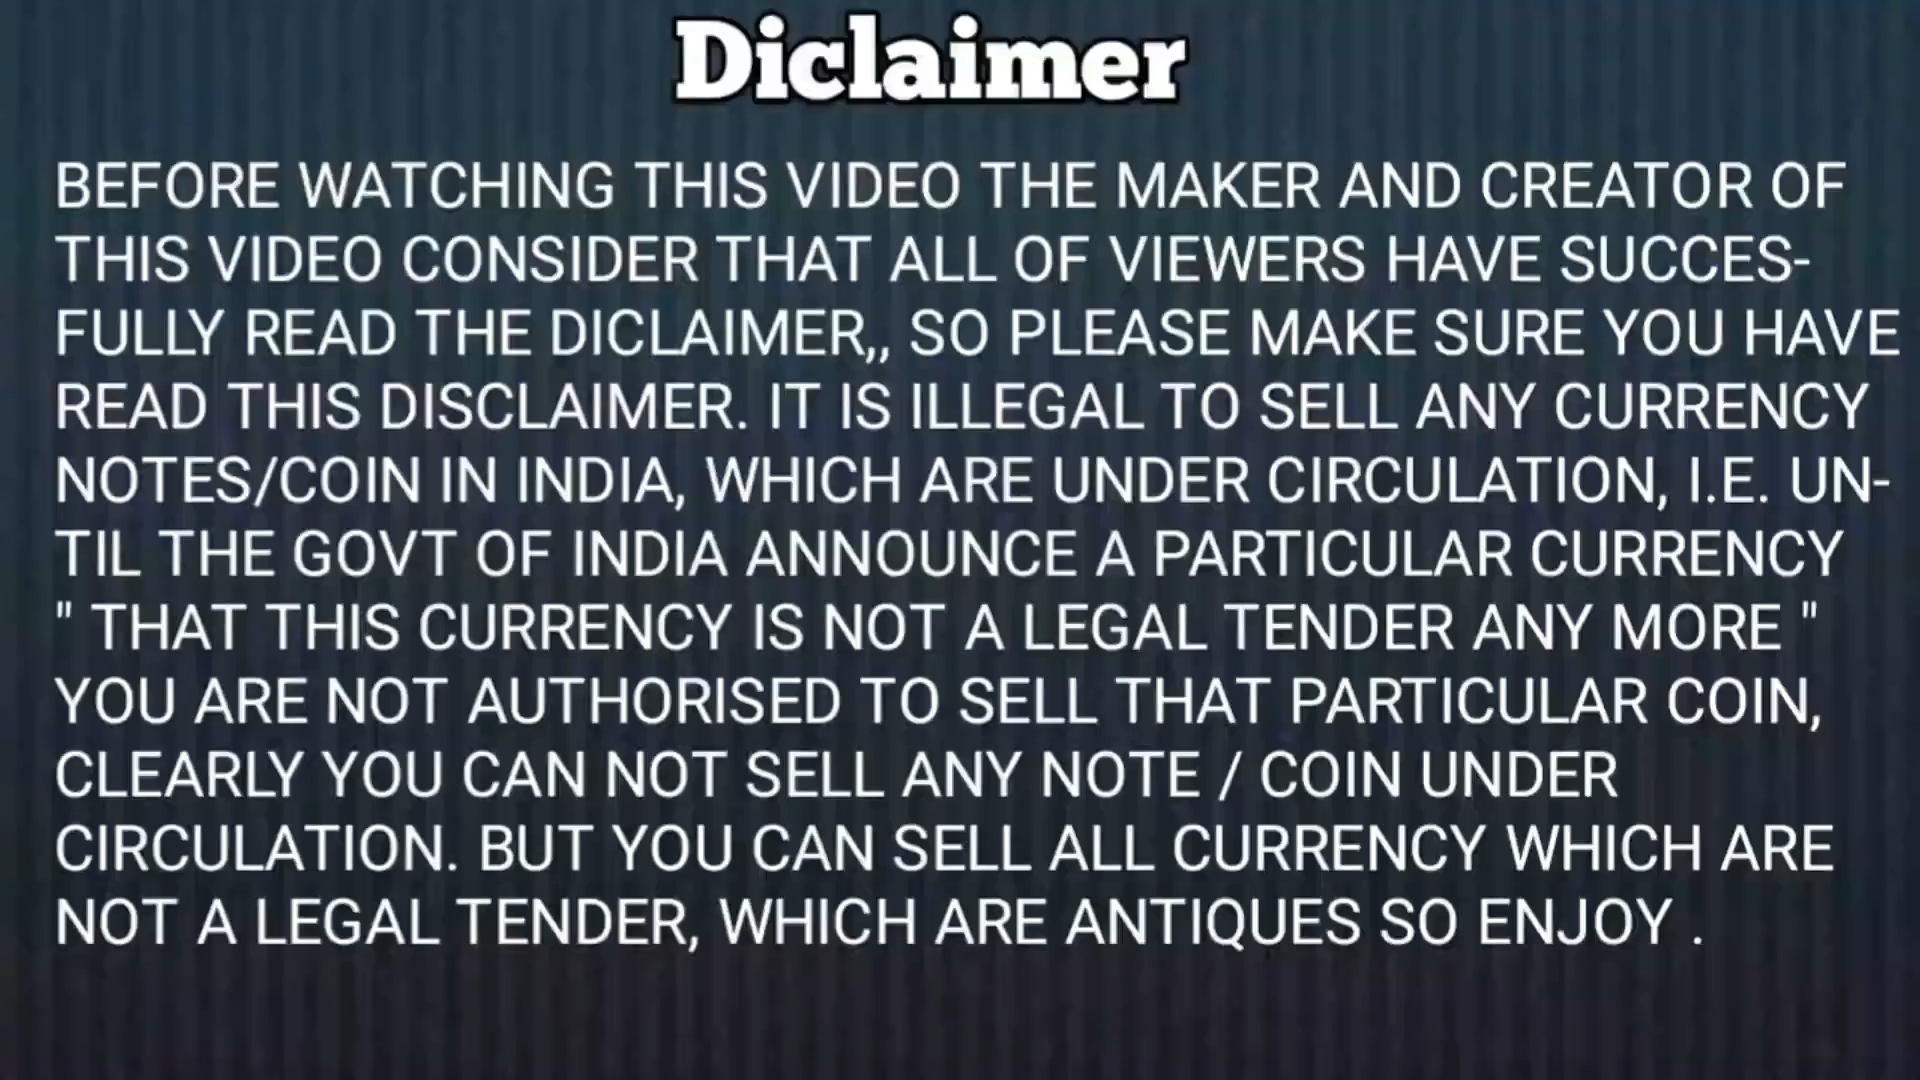 Diclaimer
BEFORE WATCHING THIS VIDEO THE MAKER AND CREATOR OF
THIS VIDEO CONSIDER THAT ALL OF VIEWERS HAVE SUCCES-
FULLY READ THE DICLAIMER,, SO PLEASE MAKE SURE YOU HAVE
READ THIS DISCLAIMER. IT IS ILLEGAL TO SELL ANY CURRENCY
NOTES/COIN IN INDIA, WHICH ARE UNDER CIRCULATION, I.E. UN-
TIL THE GOVT OF INDIA ANNOUNCE A PARTICULAR CURRENCY
" THAT THIS CURRENCY IS NOT A LEGAL TENDER ANY MORE "
YOU ARE NOT AUTHORISED TO SELL THAT PARTICULAR COIN,
CLEARLY YOU CAN NOT SELL ANY NOTE / COIN UNDER
CIRCULATION. BUT YOU CAN SELL ALL CURRENCY WHICH ARE
NOT A LEGAL TENDER, WHICH ARE ANTIQUES SO ENJOY .